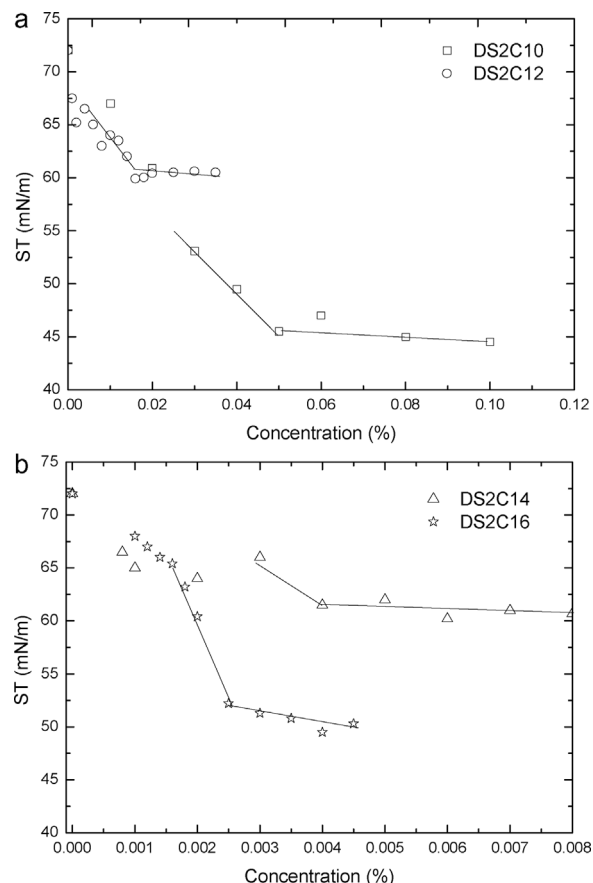 a
75
70
65
60
55
50
45
40
ST (mN/m)
DS2C10
DS2C12
0.00 0.02 0.04 0.06 0.08 0.10 0.12
Concentration (%)
b
75
70
65
60
55
50
45
40
ST (mN/m)
DS2C14
DS2C16
0.000 0.001 0.002 0.003 0.004 0.005 0.006 0.007 0.008
Concentration (%)